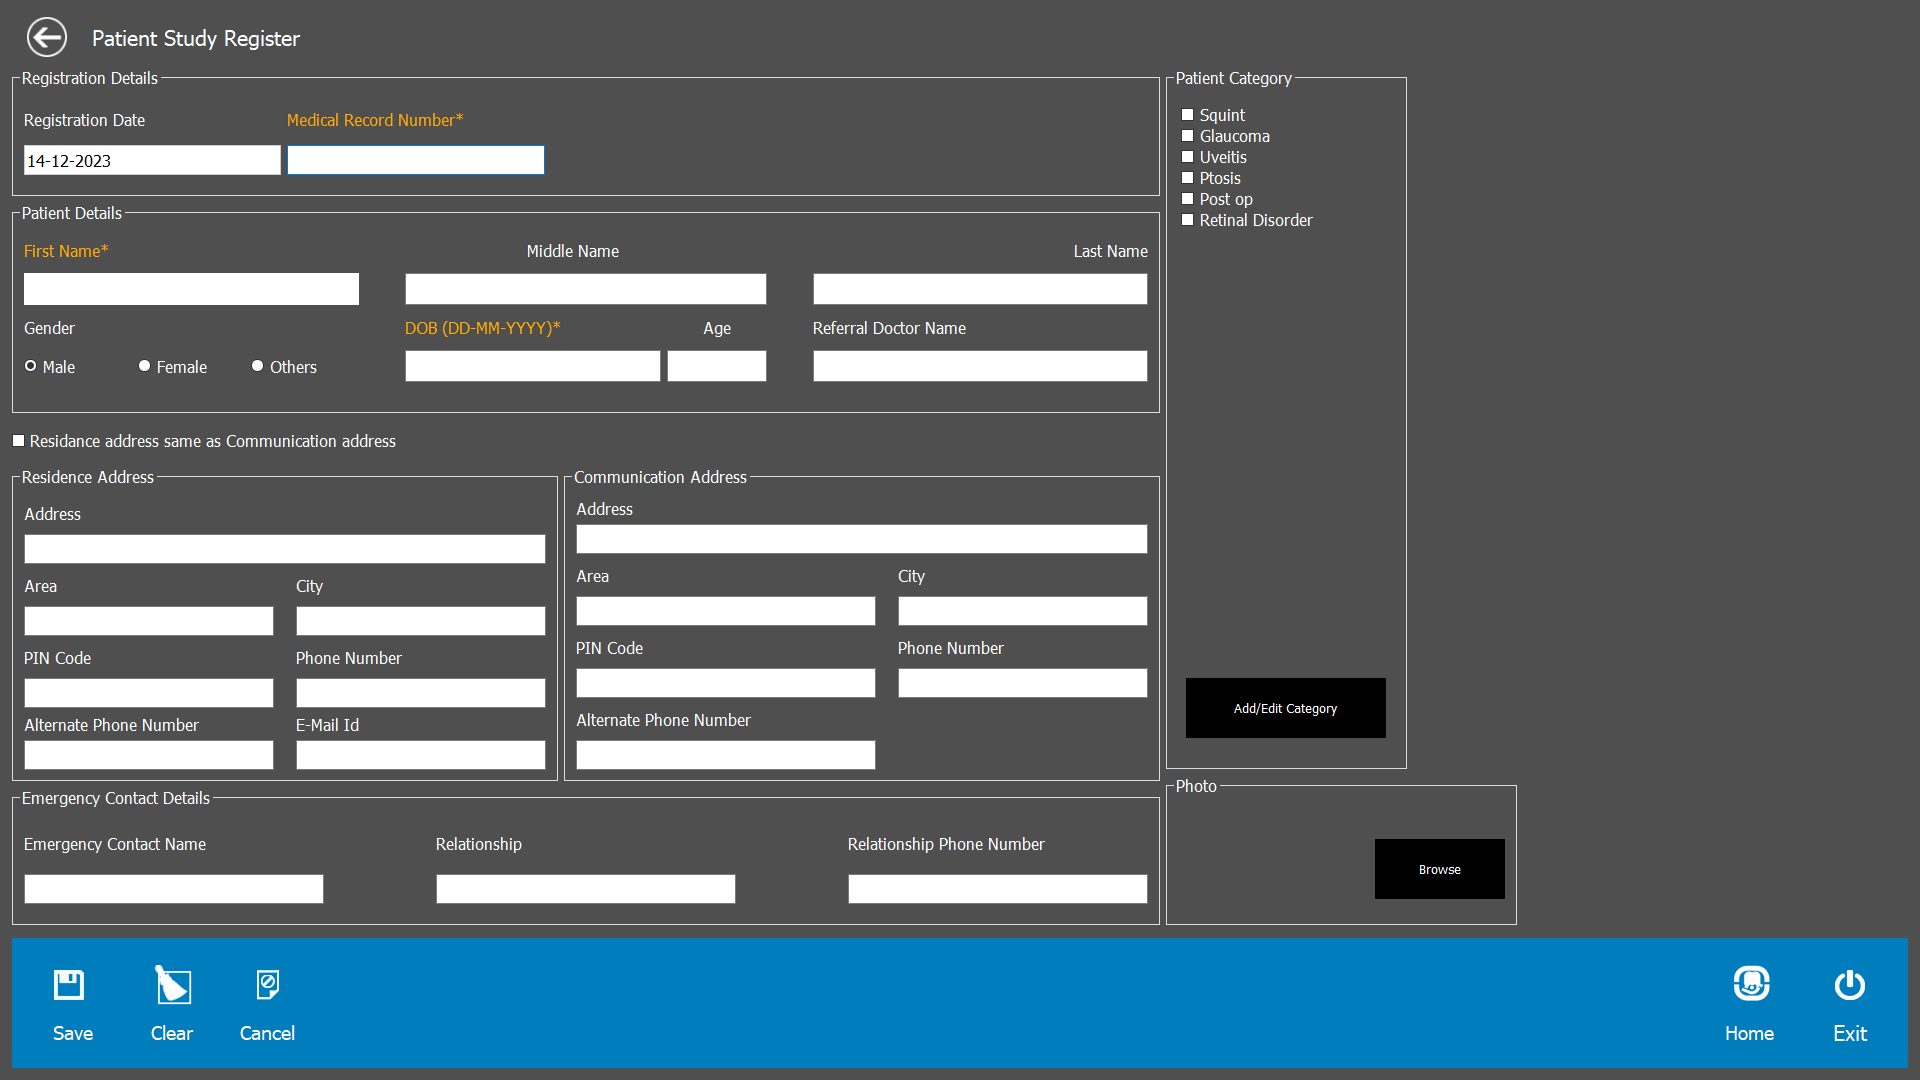 Patient Study Register
Registration Details
Registration Date
Medical Record Number*
14-12-2023
Patient Details
First Name*
Middle Name
Last Name
Gender
DOB (DD-MM-YYYY)*
Age
Referral Doctor Name
Male
Female
Others
Residance address same as Communication address
Residence Address
Address
Area
City
PIN Code
Phone Number
Alternate Phone Number
E-Mail Id
Communication Address
Address
Area
City
PIN Code
Phone Number
Alternate Phone Number
Emergency Contact Details
Emergency Contact Name
Relationship
Relationship Phone Number
Patient Category
Squint
Glaucoma
Uveitis
Ptosis
Post op
Retinal Disorder
Add/Edit Category
Photo
Browse
Save
Clear
Cancel
Home
Exit